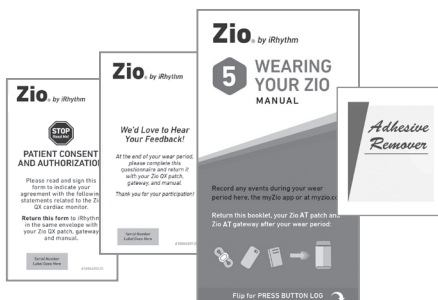 Zio® by iRhythm
STOP
Read Me!
PATIENT CONSENT
AND AUTHORIZATIO
Please read and sign this
form to indicate your
agreement with the followin
statements related to the Zi
QX cardiac monitor.
Return this form to iRhythm
in the same envelope with
your Zio QX patch, gateway
and manual.
Serial Number
Label Goes Here
Zio® by iRhythm
We'd Love to Hear
Your Feedback!
At the end of your wear period,
please complete this
questionnaire and return it
with your Zio QX patch,
gateway, and manual.
Thank you for your participation!
Serial Number
Label Goes Here
Zio® by iRhythm
5
WEARING
YOUR ZIO
MANUAL
Record any events during your wear
period here, the myZio app or at myzio.co
Return this booklet, your Zio AT patch and
Zio AT gateway after your wear period:
Flip for PRESS BUTTON LOG
Adhesive
Remover